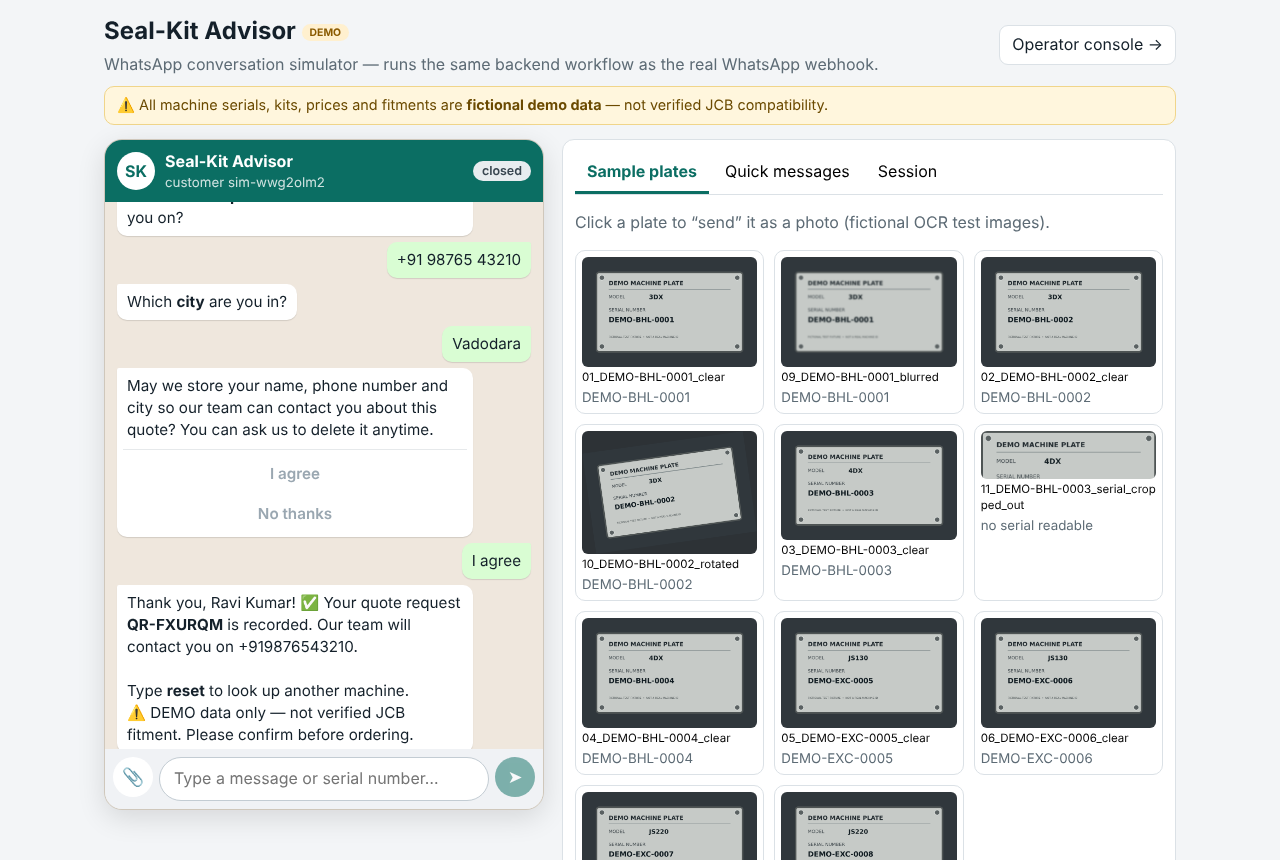 Seal-Kit Advisor DEMO
WhatsApp conversation simulator — runs the same backend workflow as the real WhatsApp webhook.
Operator console →
⚠️ All machine serials, kits, prices and fitments are fictional demo data — not verified JCB compatibility.
SK
Seal-Kit Advisor
customer sim-wwg2olm2
closed
you on?
+91 98765 43210
Which city are you in?
Vadodara
May we store your name, phone number and
city so our team can contact you about this
quote? You can ask us to delete it anytime.
I agree
No thanks
I agree
Thank you, Ravi Kumar! ✅ Your quote request
QR-FXURQM is recorded. Our team will
contact you on +919876543210.
Type reset to look up another machine.
⚠️ DEMO data only — not verified JCB
fitment. Please confirm before ordering.
Type a message or serial number...
Sample plates
Quick messages
Session
Click a plate to “send” it as a photo (fictional OCR test images).
DEMO MACHINE PLATE
MODEL 3DX
SERIAL NUMBER
DEMO-BHL-0001
01_DEMO-BHL-0001_clear
DEMO-BHL-0001
DEMO MACHINE PLATE
MODEL 3DX
SERIAL NUMBER
DEMO-BHL-0001
09_DEMO-BHL-0001_blurred
DEMO-BHL-0001
DEMO MACHINE PLATE
MODEL 3DX
SERIAL NUMBER
DEMO-BHL-0002
02_DEMO-BHL-0002_clear
DEMO-BHL-0002
DEMO MACHINE PLATE
MODEL 3DX
SERIAL NUMBER
DEMO-BHL-0002
10_DEMO-BHL-0002_rotated
DEMO-BHL-0002
DEMO MACHINE PLATE
MODEL 4DX
SERIAL NUMBER
DEMO-BHL-0003
03_DEMO-BHL-0003_clear
DEMO-BHL-0003
DEMO MACHINE PLATE
MODEL 4DX
SERIAL NUMBER
11_DEMO-BHL-0003_serial_crop
ped_out
no serial readable
DEMO MACHINE PLATE
MODEL 4DX
SERIAL NUMBER
DEMO-BHL-0004
04_DEMO-BHL-0004_clear
DEMO-BHL-0004
DEMO MACHINE PLATE
MODEL JS130
SERIAL NUMBER
DEMO-EXC-0005
05_DEMO-EXC-0005_clear
DEMO-EXC-0005
DEMO MACHINE PLATE
MODEL JS130
SERIAL NUMBER
DEMO-EXC-0006
06_DEMO-EXC-0006_clear
DEMO-EXC-0006
DEMO MACHINE PLATE
MODEL JS220
SERIAL NUMBER
DEMO-EXC-0007
DEMO MACHINE PLATE
MODEL JS220
SERIAL NUMBER
DEMO-EXC-0008